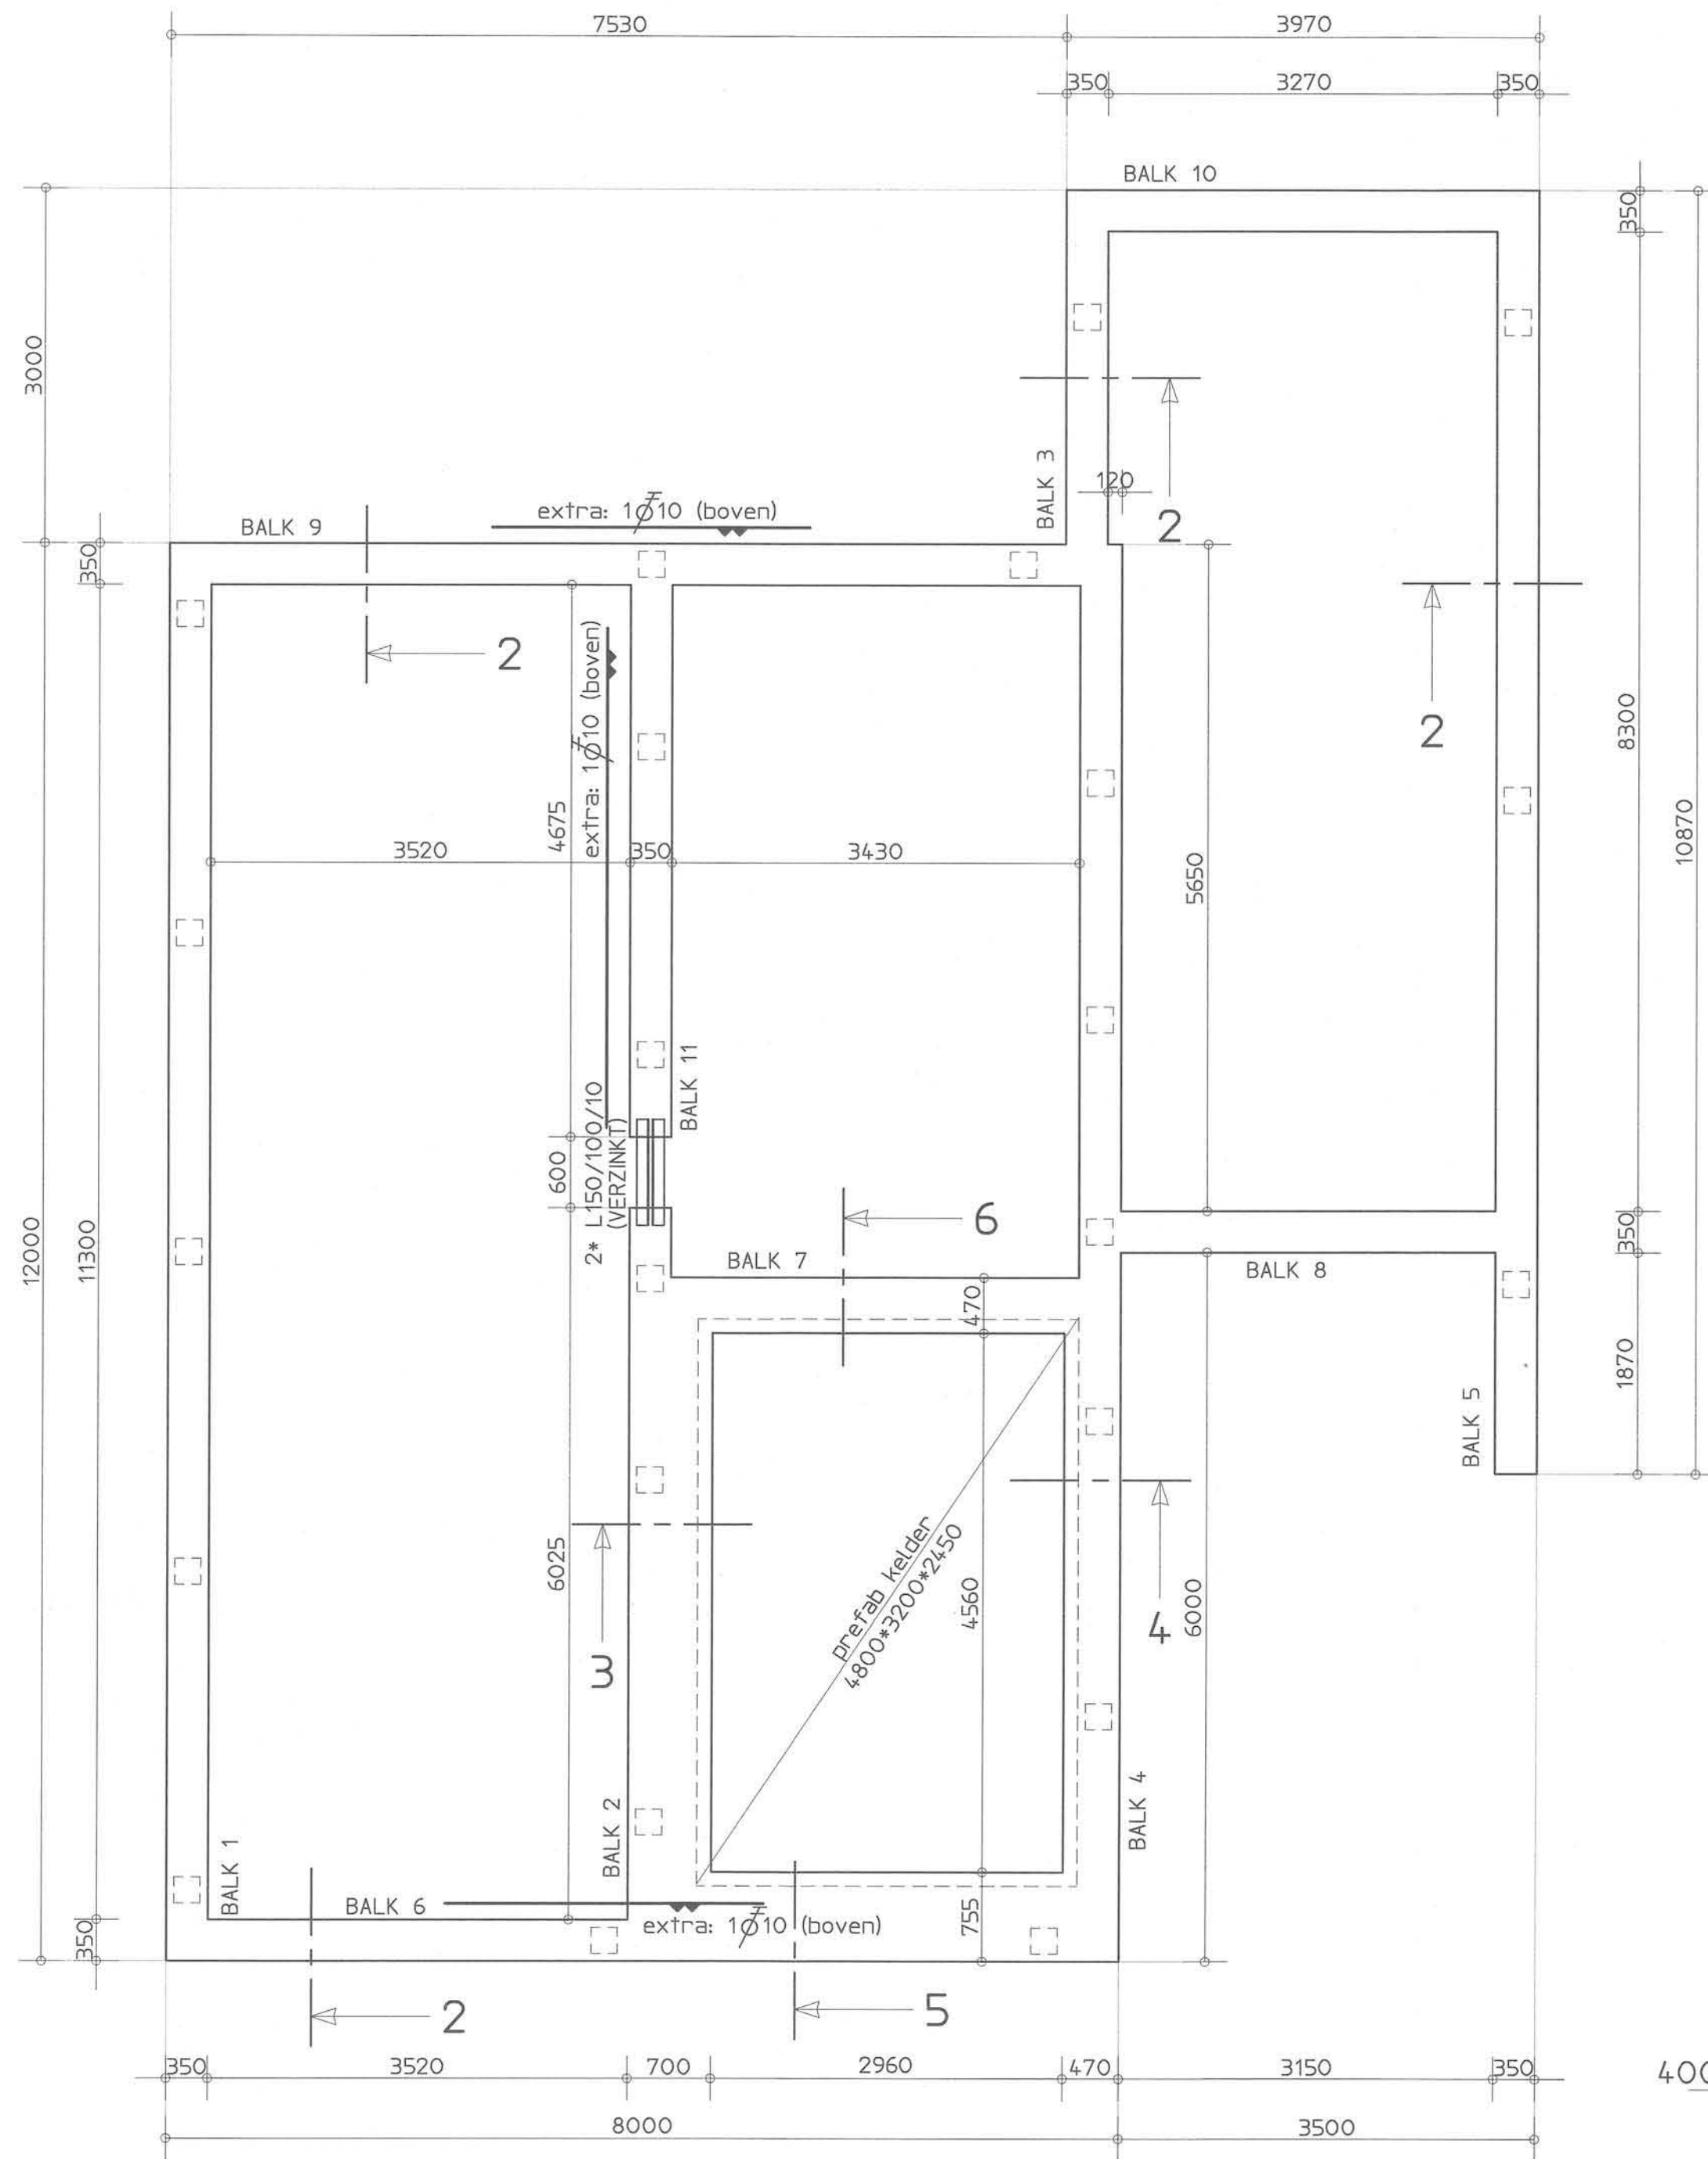 7530
3970
350
3270
350
BALK 10
350
3000
BALK 3
120
2
extra: 1Ø10 (boven)
BALK 9
350
2
2
extra: 1Ø10 (boven)
4675
8300
10870
3520
350
3430
5650
BALK 11
2* L150/100/10
(VERZINKT)
600
6
12000
11300
BALK 7
BALK 8
350
470
1870
BALK 5
prefab kelder
4800*3200*2450
6025
4560
6000
3
4
BALK 1
BALK 2
BALK 4
BALK 6
755
extra: 1Ø10 (boven)
350
2
5
350
3520
700
2960
470
3150
350
8000
3500